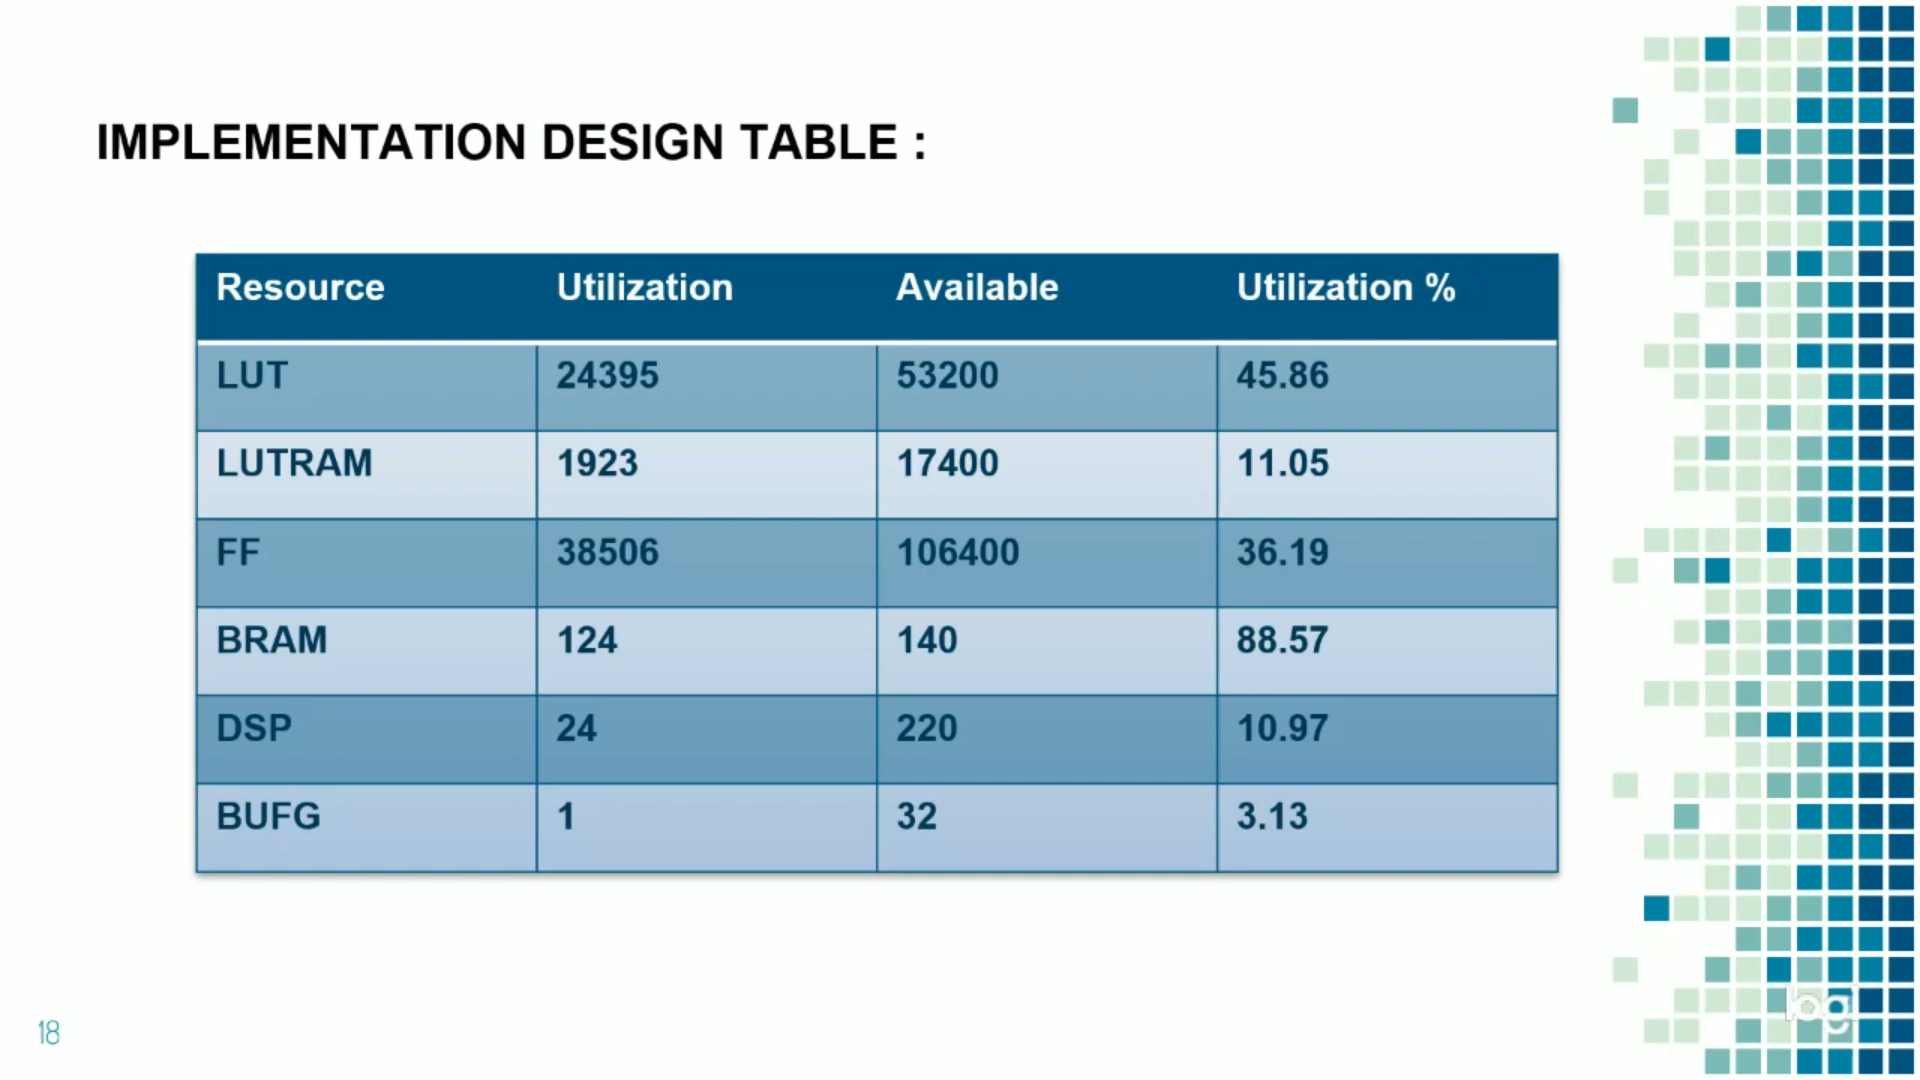 IMPLEMENTATION DESIGN TABLE :
Resource Utilization Available Utilization %
LUT 24395 53200 45.86
LUTRAM 1923 17400 11.05
FF 38506 106400 36.19
BRAM 124 140 88.57
DSP 24 220 10.97
BUFG 1 32 3.13
logi
18